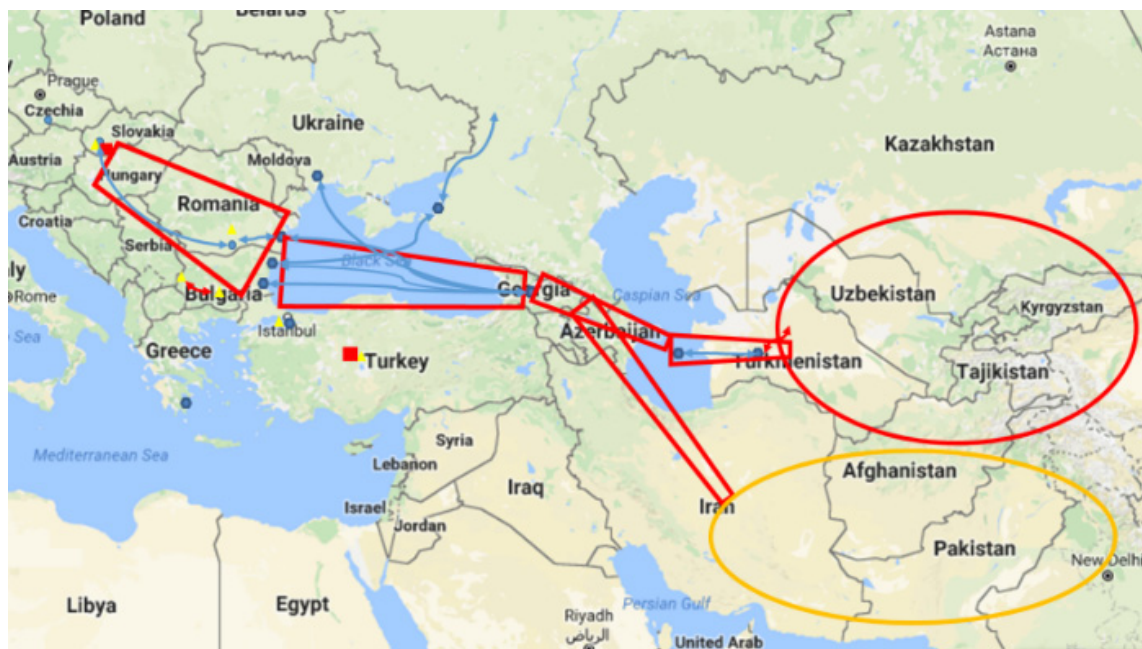 Poland
Belarus
Astana
Астана
Prague
Czechia
Ukraine
Slovakia
Kazakhstan
Austria
Moldova
Hungary
Romania
Croatia
Serbia
Black Sea
Georgia
Caspian Sea
Uzbekistan
Kyrgyzstan
Bulgaria
Rome
Istanbul
Azerbaijan
Greece
Turkey
Turkmenistan
Tajikistan
Mediterranean Sea
Syria
Lebanon
Afghanistan
Iraq
Iran
Israel
Jordan
Pakistan
New Delhi
Libya
Egypt
Persian Gulf
Riyadh
الرياض
United Arab